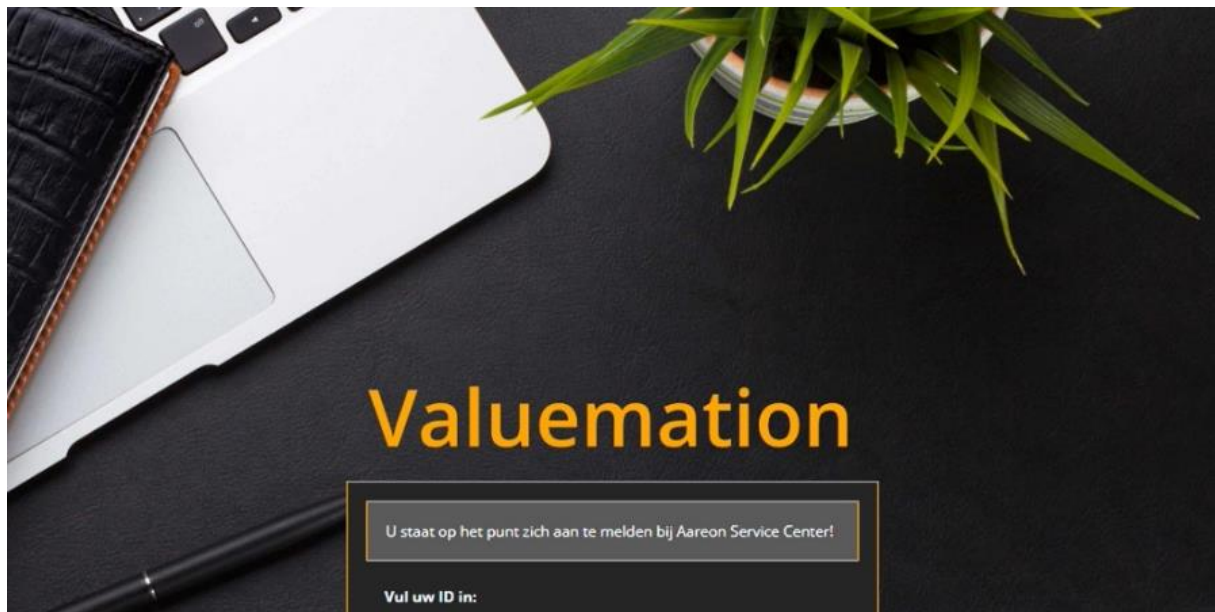 Valuemation
U staat op het punt zich aan te melden bij Aareon Service Center!
Vul uw ID in: